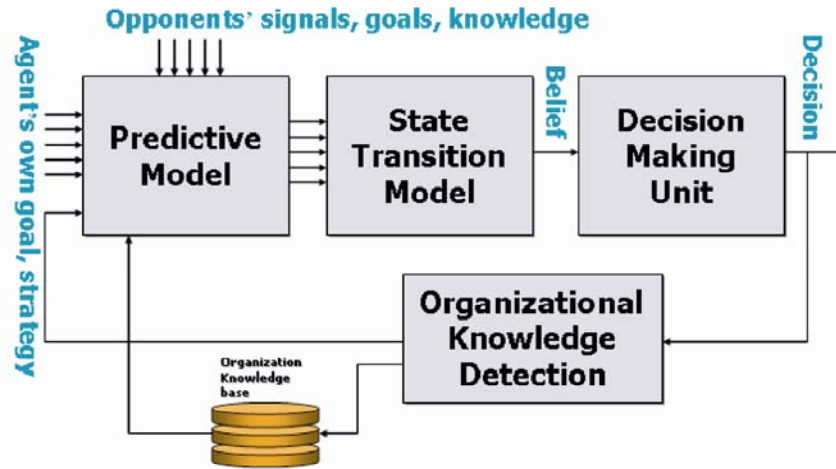 Opponents' signals, goals, knowledge
Agent's own goal, strategy
Predictive
Model
State
Transition
Model
Belief
Decision
Making
Unit
Decision
Organizational
Knowledge
Detection
Organization
Knowledge
base